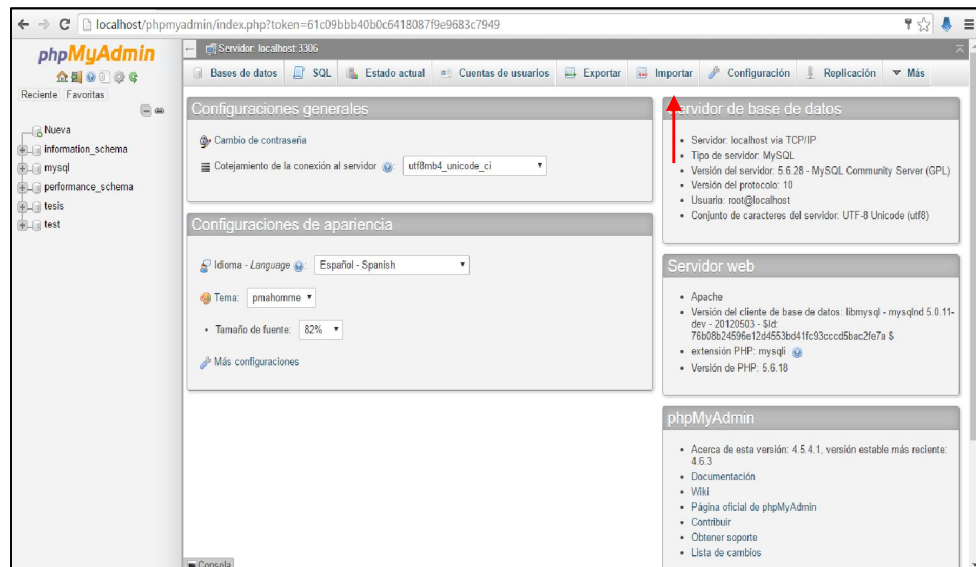 localhost/phpmyadmin/index.php?token=61c09bbb40b0c6418087f9e9683c7949
phpMyAdmin
Reciente Favoritas
Nueva
information_schema
mysql
performance_schema
tesis
test
Servidor: localhost:3306
Bases de datos SQL Estado actual Cuentas de usuarios Exportar Importar Configuración Replicación Más
Configuraciones generales
Cambio de contraseña
Cotejamiento de la conexión al servidor : utf8mb4_unicode_ci
Configuraciones de apariencia
Idioma - Language : Español - Spanish
Tema: pmahomme
• Tamaño de fuente: 82%
Más configuraciones
Servidor de base de datos
• Servidor: localhost via TCP/IP
• Tipo de servidor: MySQL
• Versión del servidor: 5.6.28 - MySQL Community Server (GPL)
• Versión del protocolo: 10
• Usuario: root@localhost
• Conjunto de caracteres del servidor: UTF-8 Unicode (utf8)
Servidor web
• Apache
• Versión del cliente de base de datos: libmysql - mysqlnd 5.0.11-
dev - 20120503 - $Id:
76b08b24596e12d4553bd41fc93cccd5bac2fe7a $
• extensión PHP: mysqli
• Versión de PHP: 5.6.18
phpMyAdmin
• Acerca de esta versión: 4.5.4.1, versión estable más reciente:
4.6.3
• Documentación
• Wiki
• Página oficial de phpMyAdmin
• Contribuir
• Obtener soporte
• Lista de cambios
Consola